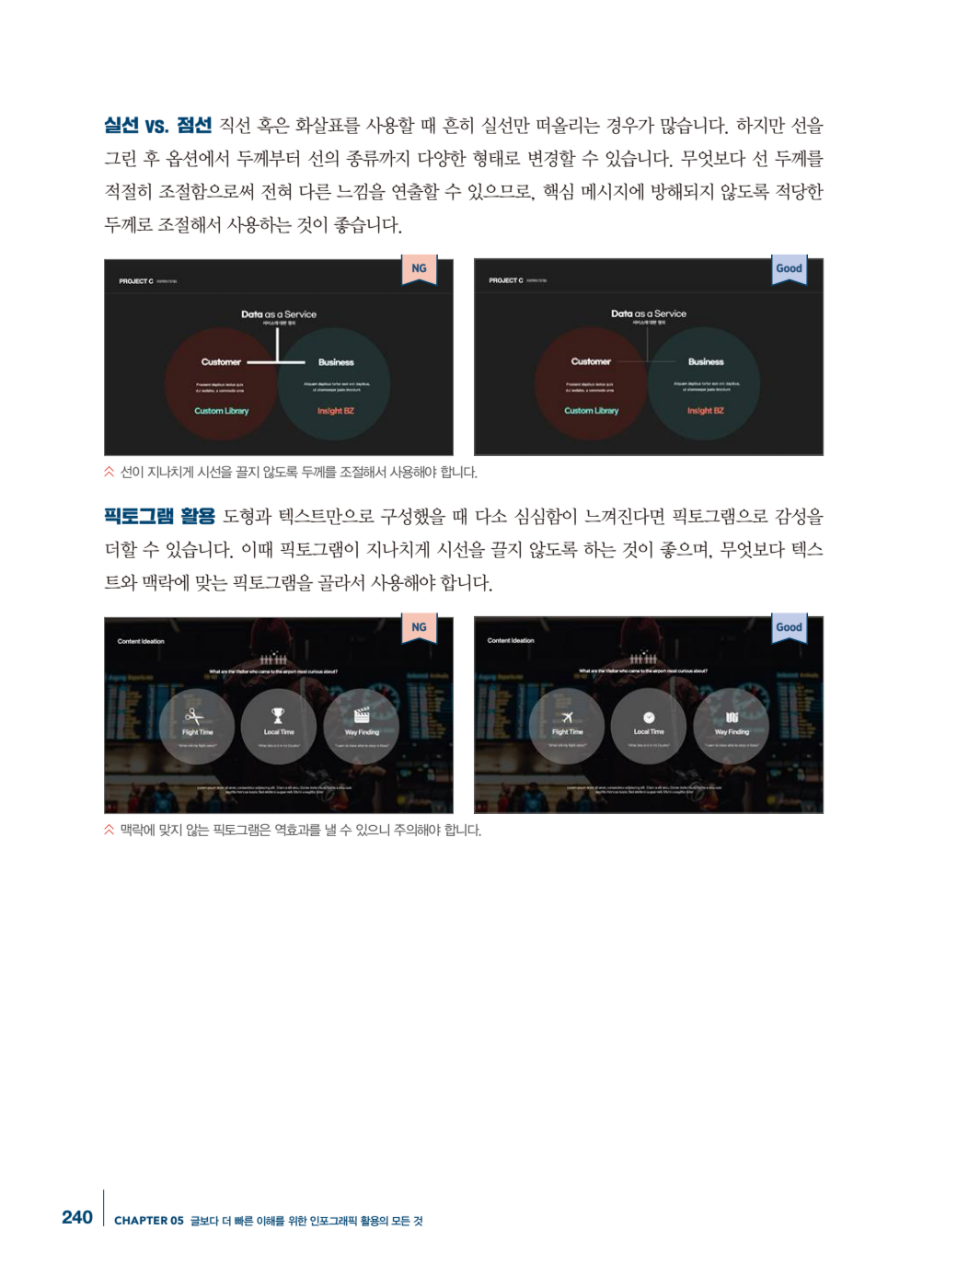 실선 vs. 점선 직선 혹은 화살표를 사용할 때 흔히 실선만 떠올리는 경우가 많습니다. 하지만 선을
그린 후 옵션에서 두께부터 선의 종류까지 다양한 형태로 변경할 수 있습니다. 무엇보다 선 두께를
적절히 조절함으로써 전혀 다른 느낌을 연출할 수 있으므로, 핵심 메시지에 방해되지 않도록 적당한
두께로 조절해서 사용하는 것이 좋습니다.
NG
PROJECT C
Data as a Service
서비스에 대한 정의
Customer
Business
Custom Library
Insight BZ
Good
PROJECT C
Data as a Service
서비스에 대한 정의
Customer
Business
Custom Library
Insight BZ
선이 지나치게 시선을 끌지 않도록 두께를 조절해서 사용해야 합니다.
픽토그램 활용 도형과 텍스트만으로 구성했을 때 다소 심심함이 느껴진다면 픽토그램으로 감성을
더할 수 있습니다. 이때 픽토그램이 지나치게 시선을 끌지 않도록 하는 것이 좋으며, 무엇보다 텍스
트와 맥락에 맞는 픽토그램을 골라서 사용해야 합니다.
NG
Content Ideation
What are the Visitor who came to the airport most curious about?
Flight Time
Local Time
Way Finding
Good
Content Ideation
What are the Visitor who came to the airport most curious about?
Flight Time
Local Time
Way Finding
맥락에 맞지 않는 픽토그램은 역효과를 낼 수 있으니 주의해야 합니다.
240 CHAPTER 05 글보다 더 빠른 이해를 위한 인포그래픽 활용의 모든 것